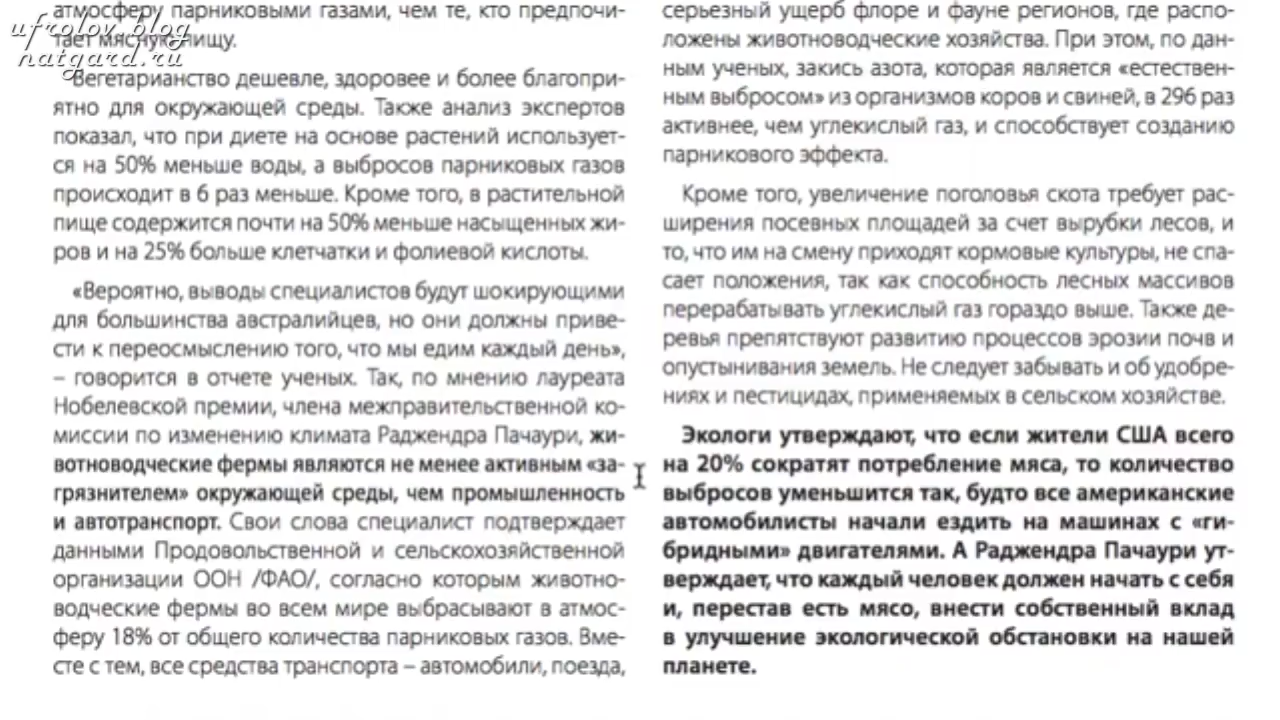 ufrolov.blog
natgard.ru
атмосферу парниковыми газами, чем те, кто предпочи-
тает мясную пищу.
Вегетарианство дешевле, здоровее и более благопри-
ятно для окружающей среды. Также анализ экспертов
показал, что при диете на основе растений использует-
ся на 50% меньше воды, а выбросов парниковых газов
происходит в 6 раз меньше. Кроме того, в растительной
пище содержится почти на 50% меньше насыщенных жи-
ров и на 25% больше клетчатки и фолиевой кислоты.
«Вероятно, выводы специалистов будут шокирующими
для большинства австралийцев, но они должны приве-
сти к переосмыслению того, что мы едим каждый день»,
– говорится в отчете ученых. Так, по мнению лауреата
Нобелевской премии, члена межправительственной ко-
миссии по изменению климата Раджендра Пачаури, жи-
вотноводческие фермы являются не менее активным «за-
грязнителем» окружающей среды, чем промышленность
и автотранспорт. Свои слова специалист подтверждает
данными Продовольственной и сельскохозяйственной
организации ООН /ФАО/, согласно которым животно-
водческие фермы во всем мире выбрасывают в атмос-
феру 18% от общего количества парниковых газов. Вме-
сте с тем, все средства транспорта – автомобили, поезда,
серьезный ущерб флоре и фауне регионов, где распо-
ложены животноводческие хозяйства. При этом, по дан-
ным ученых, закись азота, которая является «естествен-
ным выбросом» из организмов коров и свиней, в 296 раз
активнее, чем углекислый газ, и способствует созданию
парникового эффекта.
Кроме того, увеличение поголовья скота требует рас-
ширения посевных площадей за счет вырубки лесов, и
то, что им на смену приходят кормовые культуры, не спа-
сает положения, так как способность лесных массивов
перерабатывать углекислый газ гораздо выше. Также де-
ревья препятствуют развитию процессов эрозии почв и
опустынивания земель. Не следует забывать и об удобре-
ниях и пестицидах, применяемых в сельском хозяйстве.
Экологи утверждают, что если жители США всего
на 20% сократят потребление мяса, то количество
выбросов уменьшится так, будто все американские
автомобилисты начали ездить на машинах с «ги-
бридными» двигателями. А Раджендра Пачаури ут-
верждает, что каждый человек должен начать с себя
и, перестав есть мясо, внести собственный вклад
в улучшение экологической обстановки на нашей
планете.